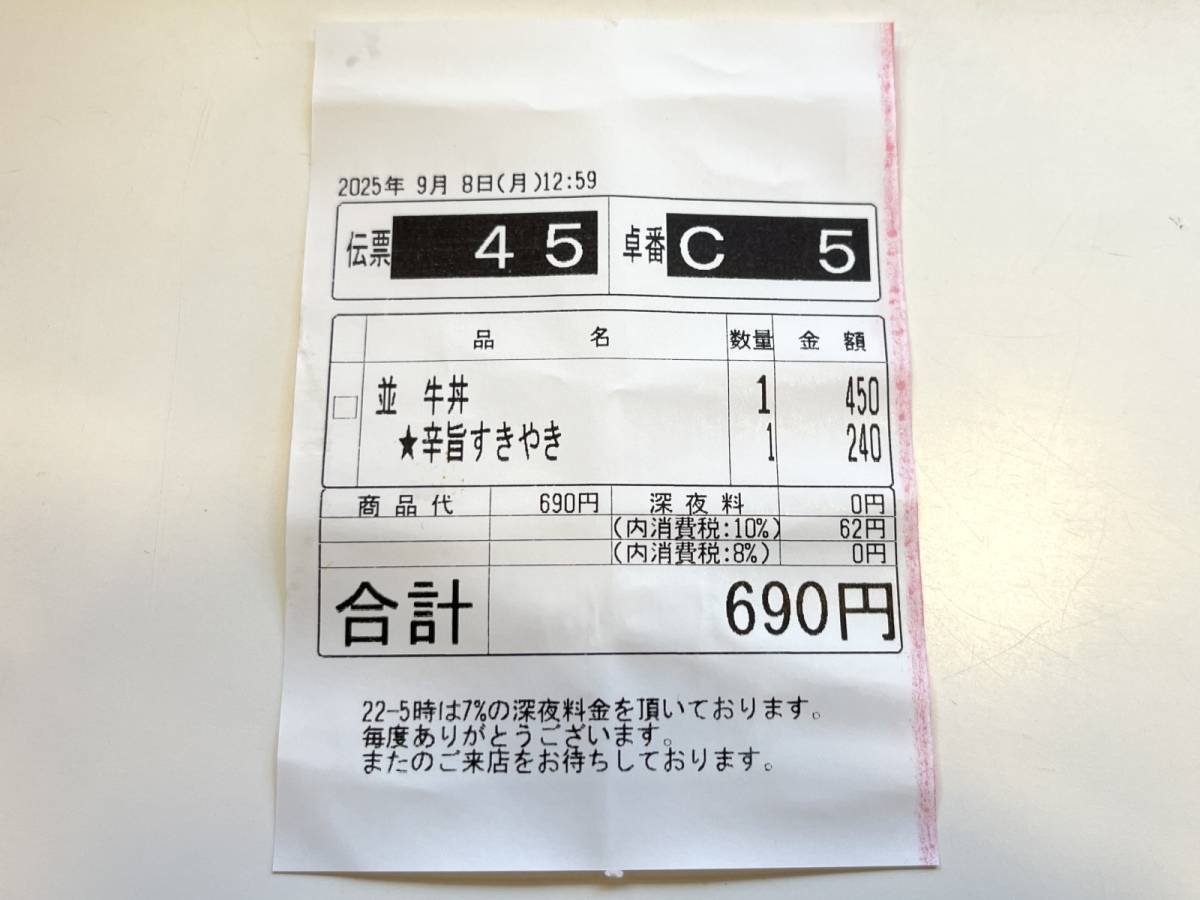 2025年 9月 8日(月)12:59
伝票 45 卓番 C 5
品名 数量 金額
並 牛丼 1 450
★辛旨すきやき 1 240
商品代 690円 深夜料 0円
(内消費税:10%) 62円
(内消費税:8%) 0円
合計 690円
22-5時は7%の深夜料金を頂いております。
毎度ありがとうございます。
またのご来店をお待ちしております。